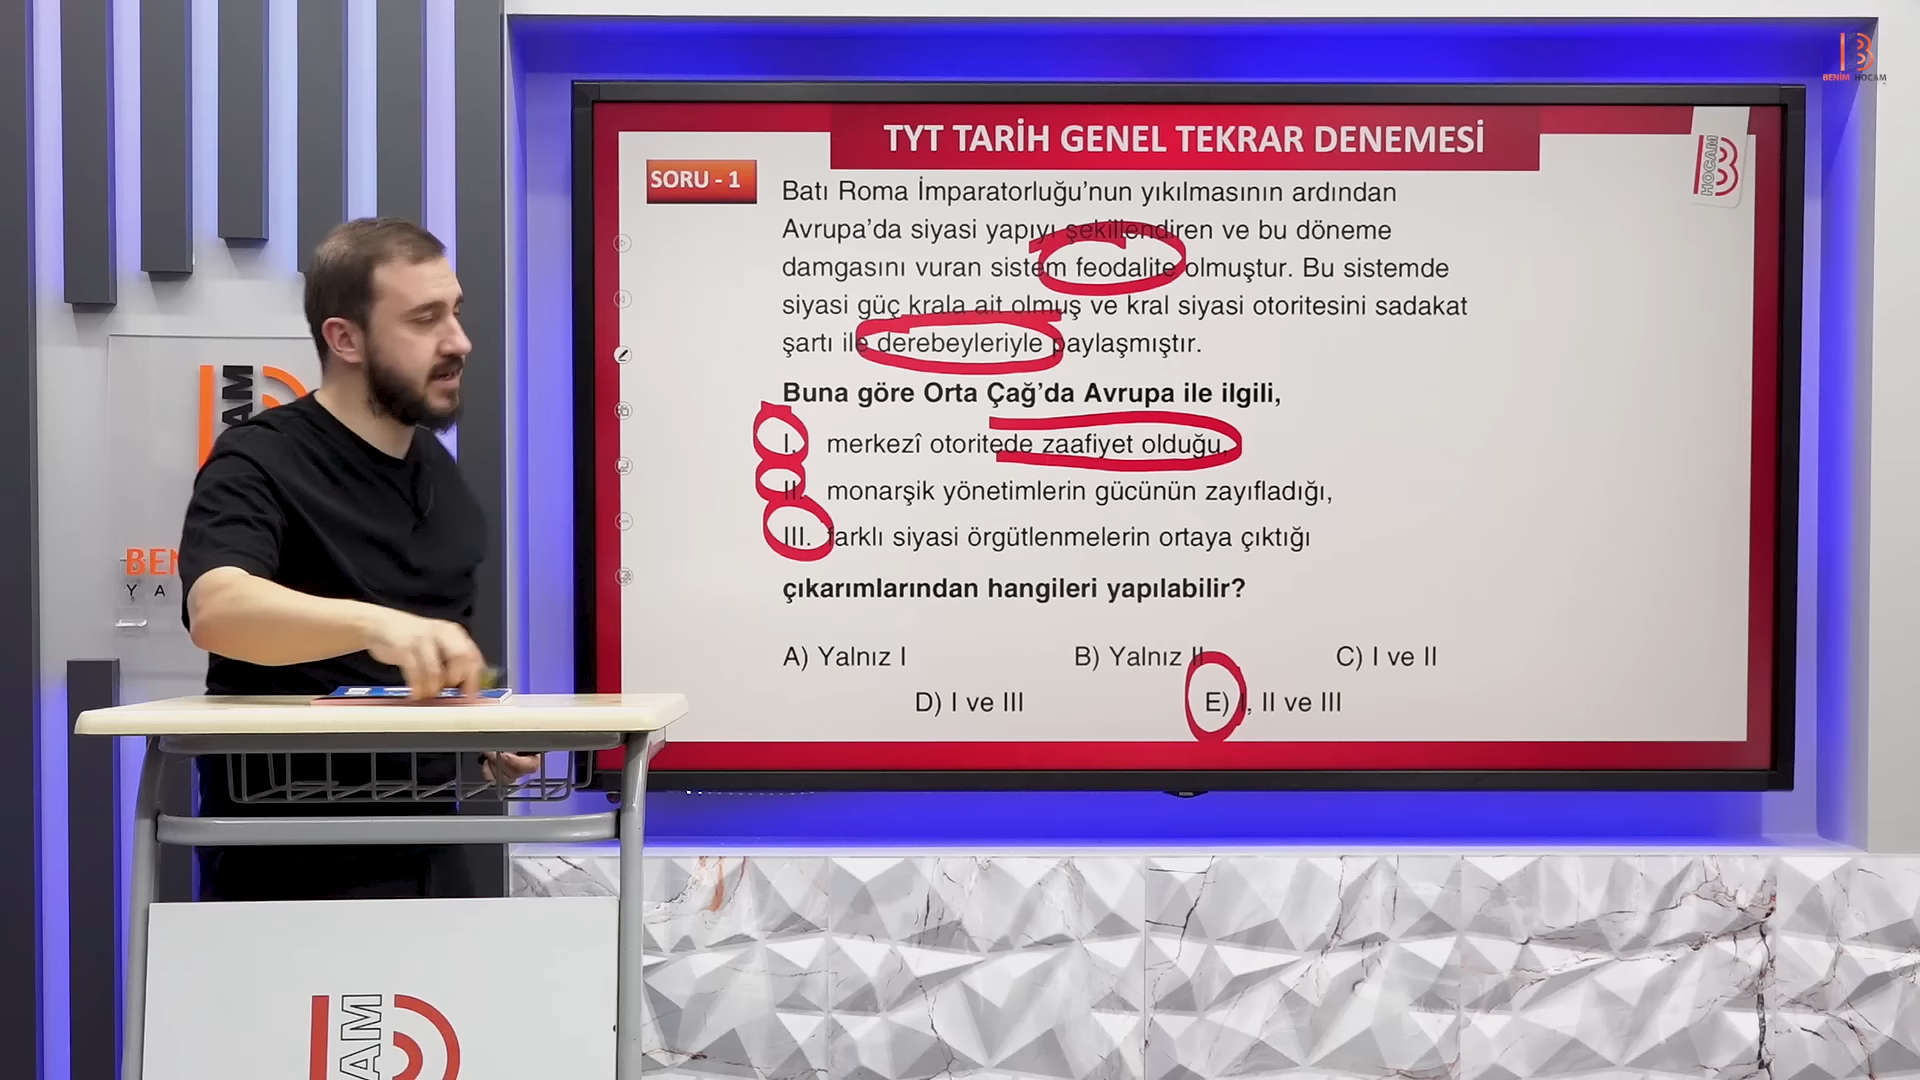 BENİM HOCAM
TYT TARİH GENEL TEKRAR DENEMESİ
HOCAM
SORU - 1
Batı Roma İmparatorluğu’nun yıkılmasının ardından
Avrupa’da siyasi yapıyı şekillendiren ve bu döneme
damgasını vuran sistem feodalite olmuştur. Bu sistemde
siyasi güç krala ait olmuş ve kral siyasi otoritesini sadakat
şartı ile derebeyleriyle paylaşmıştır.
Buna göre Orta Çağ’da Avrupa ile ilgili,
I. merkezî otoritede zaafiyet olduğu,
II. monarşik yönetimlerin gücünün zayıfladığı,
III. farklı siyasi örgütlenmelerin ortaya çıktığı
çıkarımlarından hangileri yapılabilir?
A) Yalnız I B) Yalnız II C) I ve II
D) I ve III E) I, II ve III
AM
BEN
Y A
AM